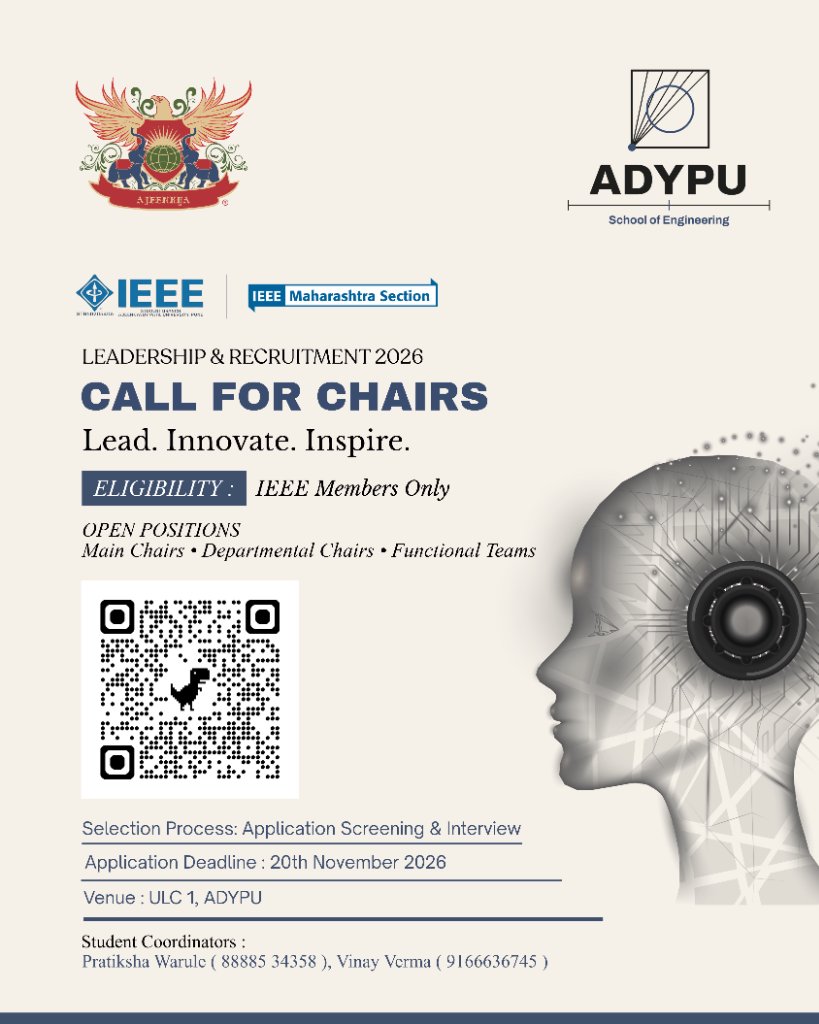 AJEENKYA
®
ADYPU
School of Engineering
IEEE
IEEE Maharashtra Section
LEADERSHIP & RECRUITMENT 2026
CALL FOR CHAIRS
Lead. Innovate. Inspire.
ELIGIBILITY : IEEE Members Only
OPEN POSITIONS
Main Chairs • Departmental Chairs • Functional Teams
Selection Process: Application Screening & Interview
Application Deadline : 20th November 2026
Venue : ULC 1, ADYPU
Student Coordinators :
Pratiksha Warule ( 88885 34358 ), Vinay Verma ( 9166636745 )